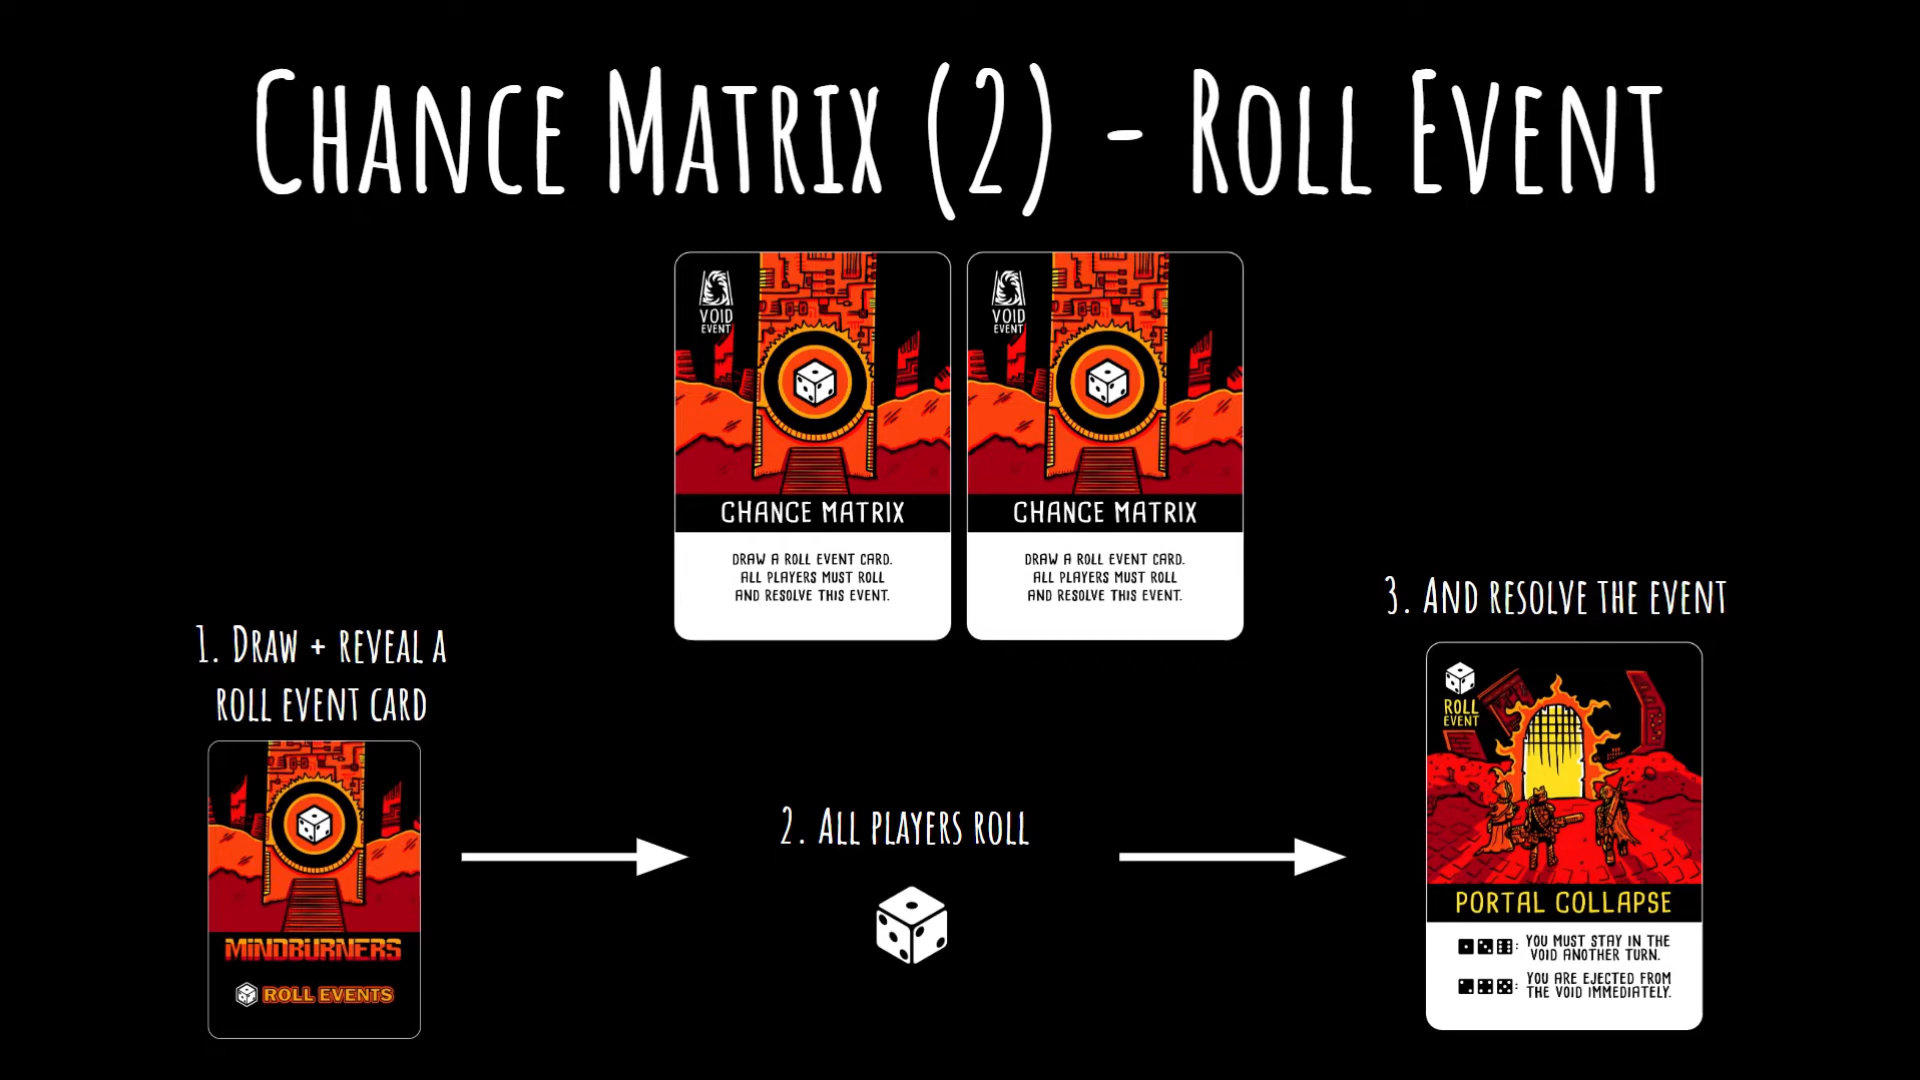 CHANCE MATRIX (2) - ROLL EVENT
VOID
EVENT
CHANCE MATRIX
DRAW A ROLL EVENT CARD.
ALL PLAYERS MUST ROLL
AND RESOLVE THIS EVENT.
VOID
EVENT
CHANCE MATRIX
DRAW A ROLL EVENT CARD.
ALL PLAYERS MUST ROLL
AND RESOLVE THIS EVENT.
1. DRAW + REVEAL A
ROLL EVENT CARD
MINDBURNERS
ROLL EVENTS
2. ALL PLAYERS ROLL
3. AND RESOLVE THE EVENT
ROLL
EVENT
PORTAL COLLAPSE
: YOU MUST STAY IN THE
VOID ANOTHER TURN.
: YOU ARE EJECTED FROM
THE VOID IMMEDIATELY.